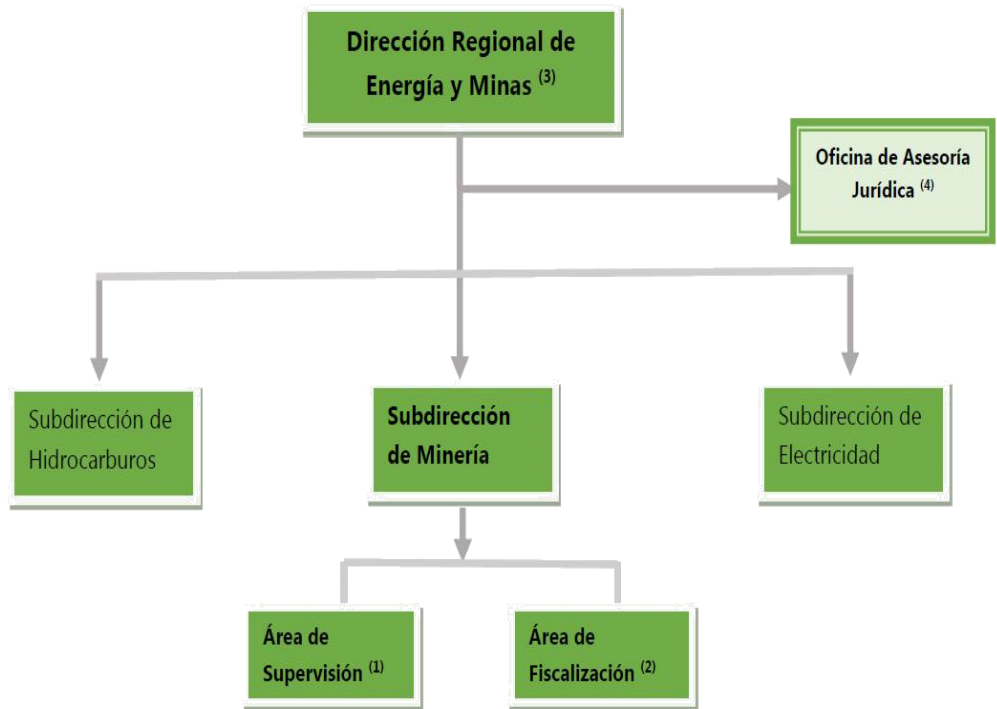 Dirección Regional de
Energía y Minas (3)
Oficina de Asesoría
Jurídica (4)
Subdirección de
Hidrocarburos
Subdirección
de Minería
Subdirección de
Electricidad
Área de
Supervisión (1)
Área de
Fiscalización (2)